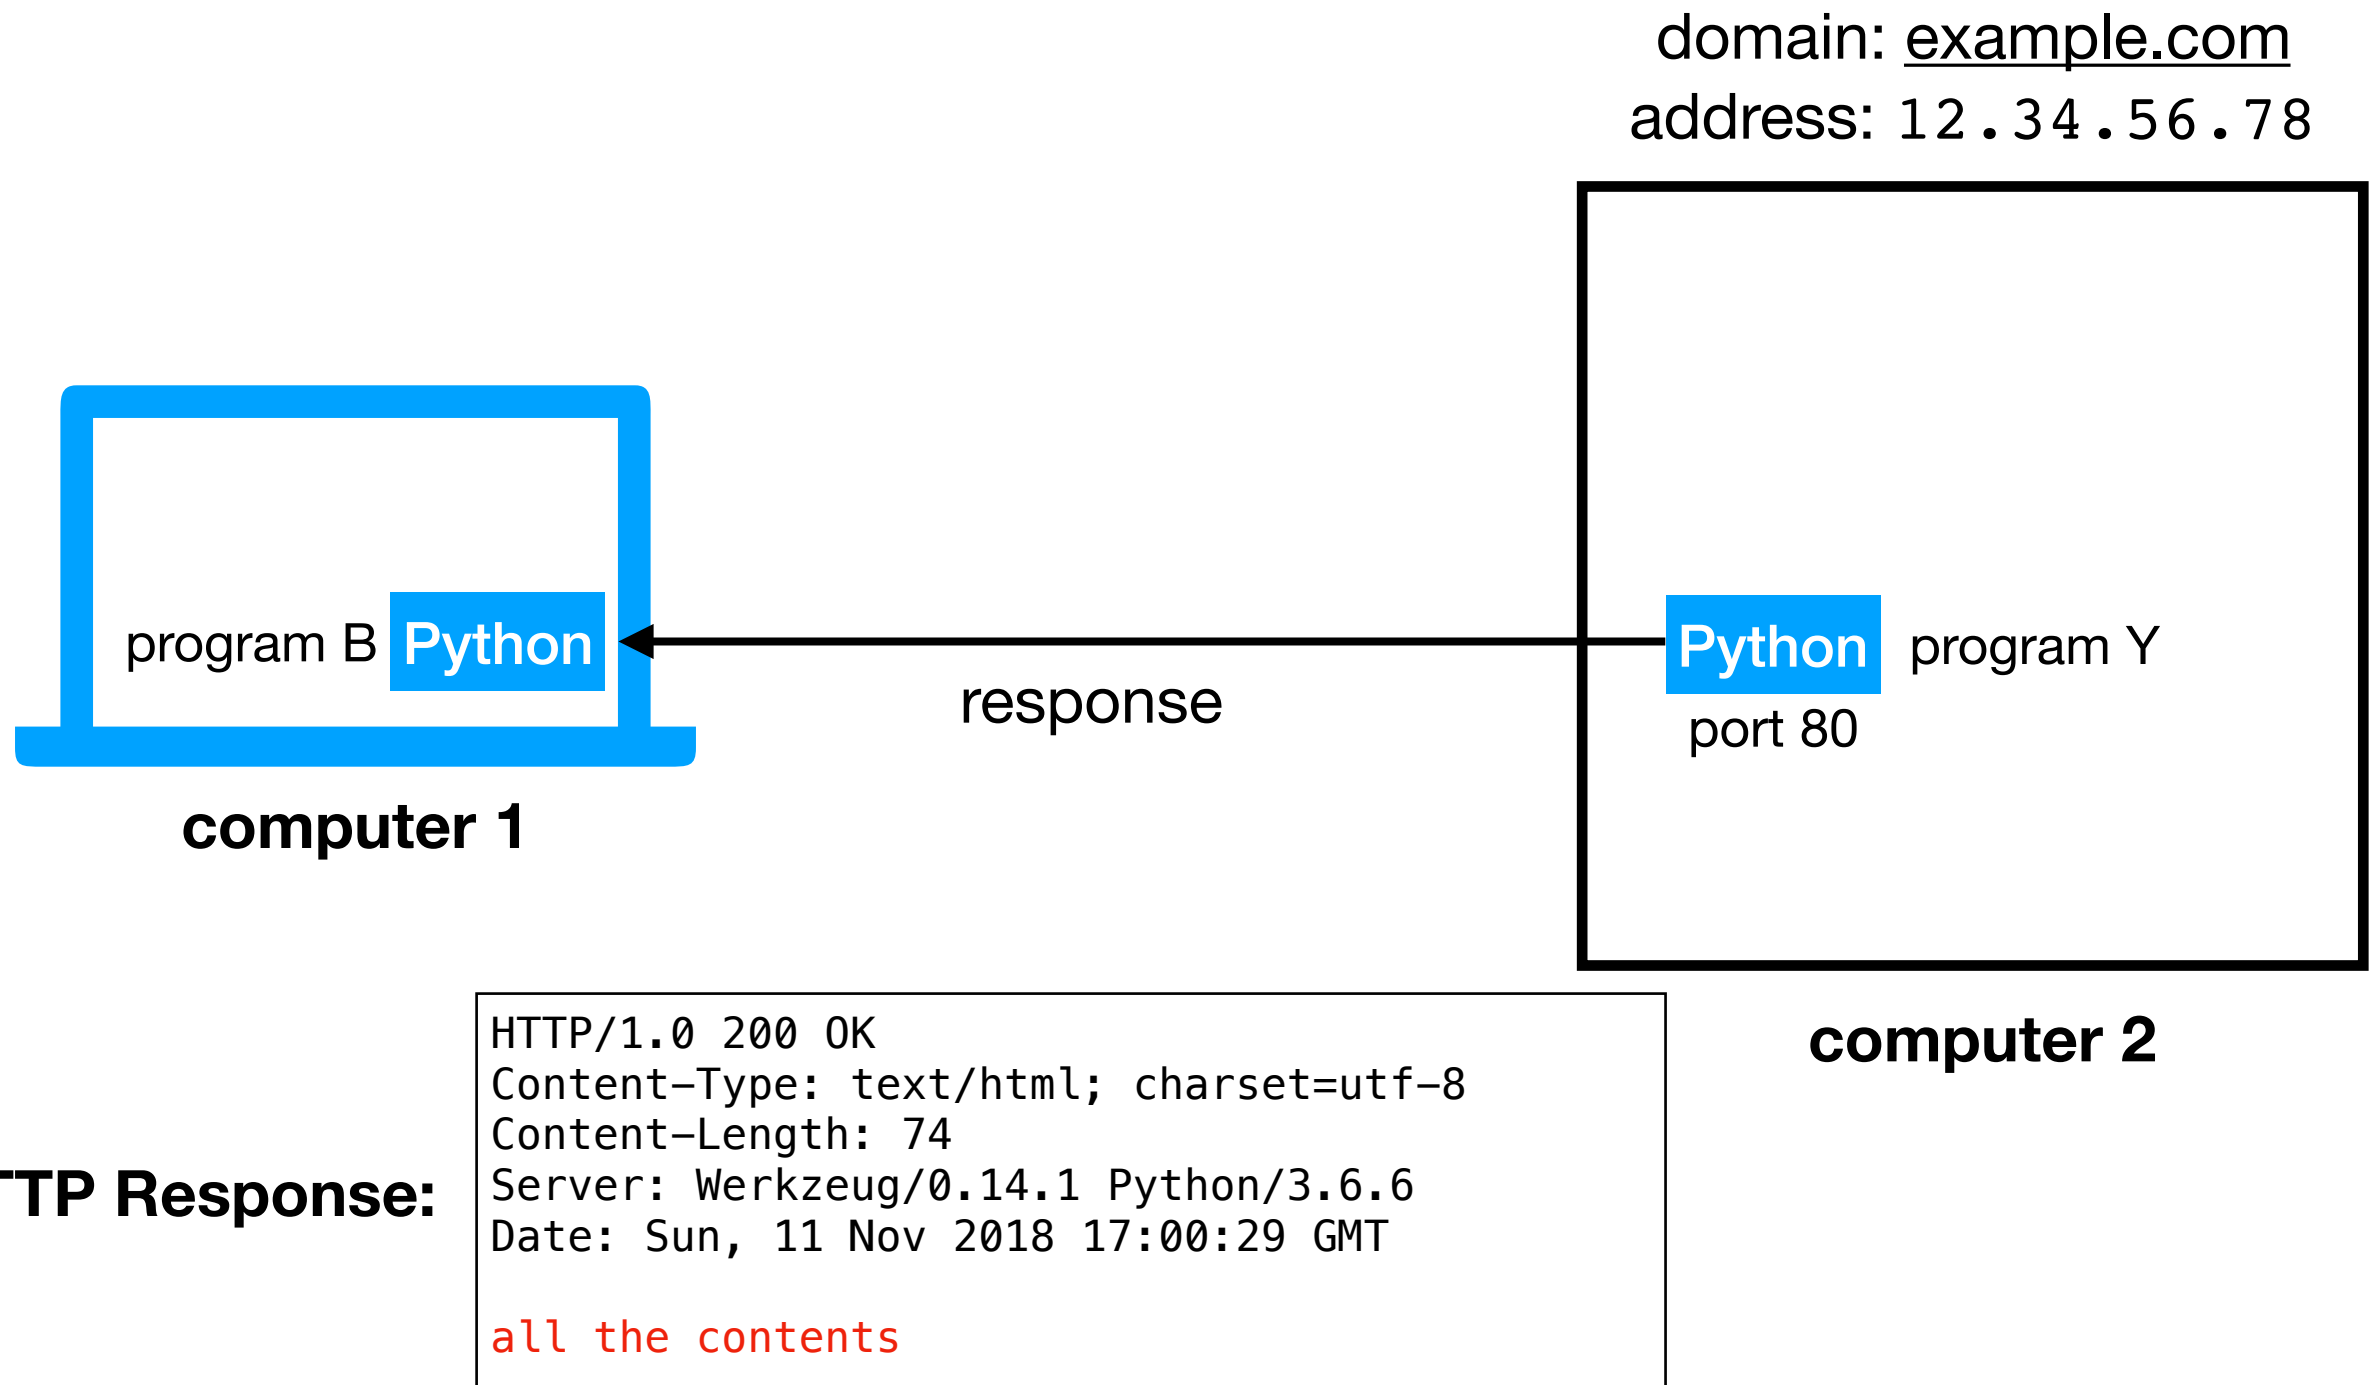 domain: example.com
address: 12.34.56.78
program B Python
response
Python program Y
port 80
computer 1
computer 2
TP Response:
HTTP/1.0 200 OK
Content-Type: text/html; charset=utf-8
Content-Length: 74
Server: Werkzeug/0.14.1 Python/3.6.6
Date: Sun, 11 Nov 2018 17:00:29 GMT
all the contents